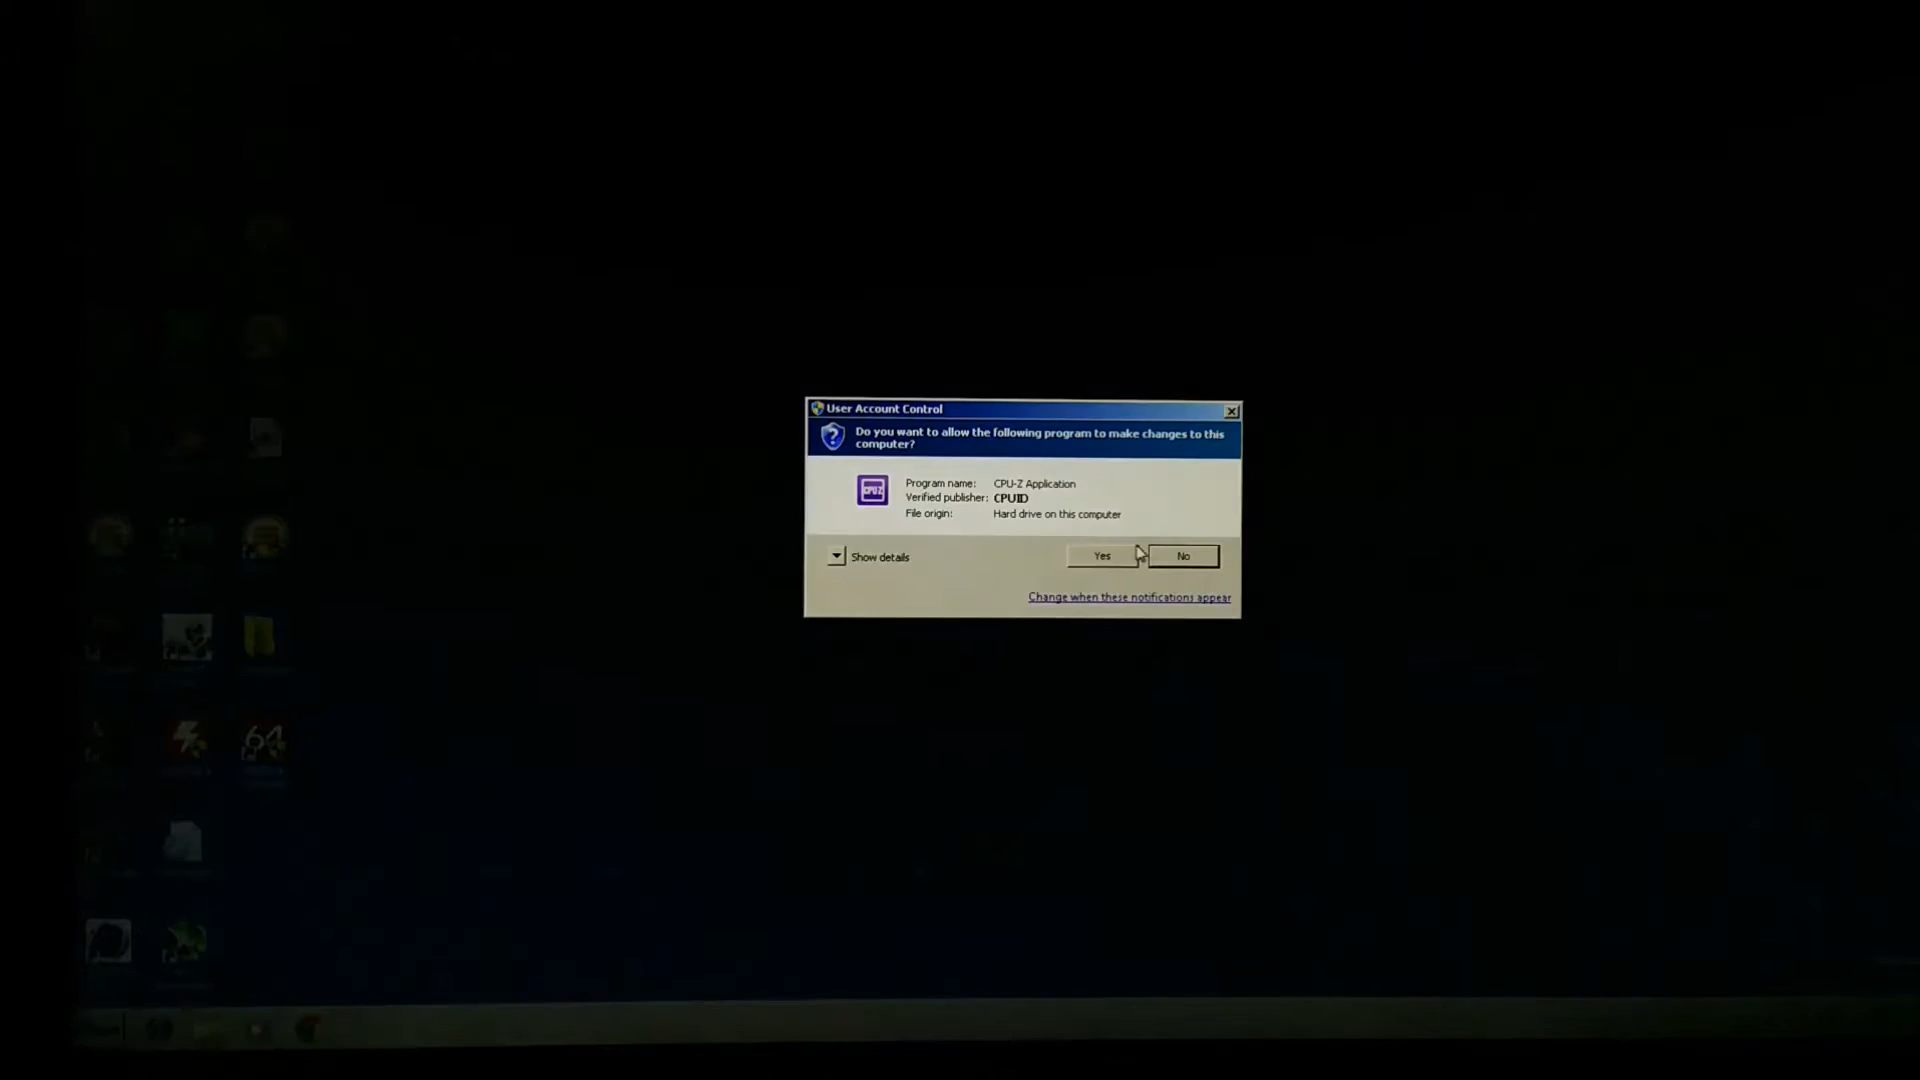 User Account Control
Do you want to allow the following program to make changes to this
computer?
CPU-Z
Program name: CPU-Z Application
Verified publisher: CPUID
File origin: Hard drive on this computer
Show details
Yes
No
Change when these notifications appear
64